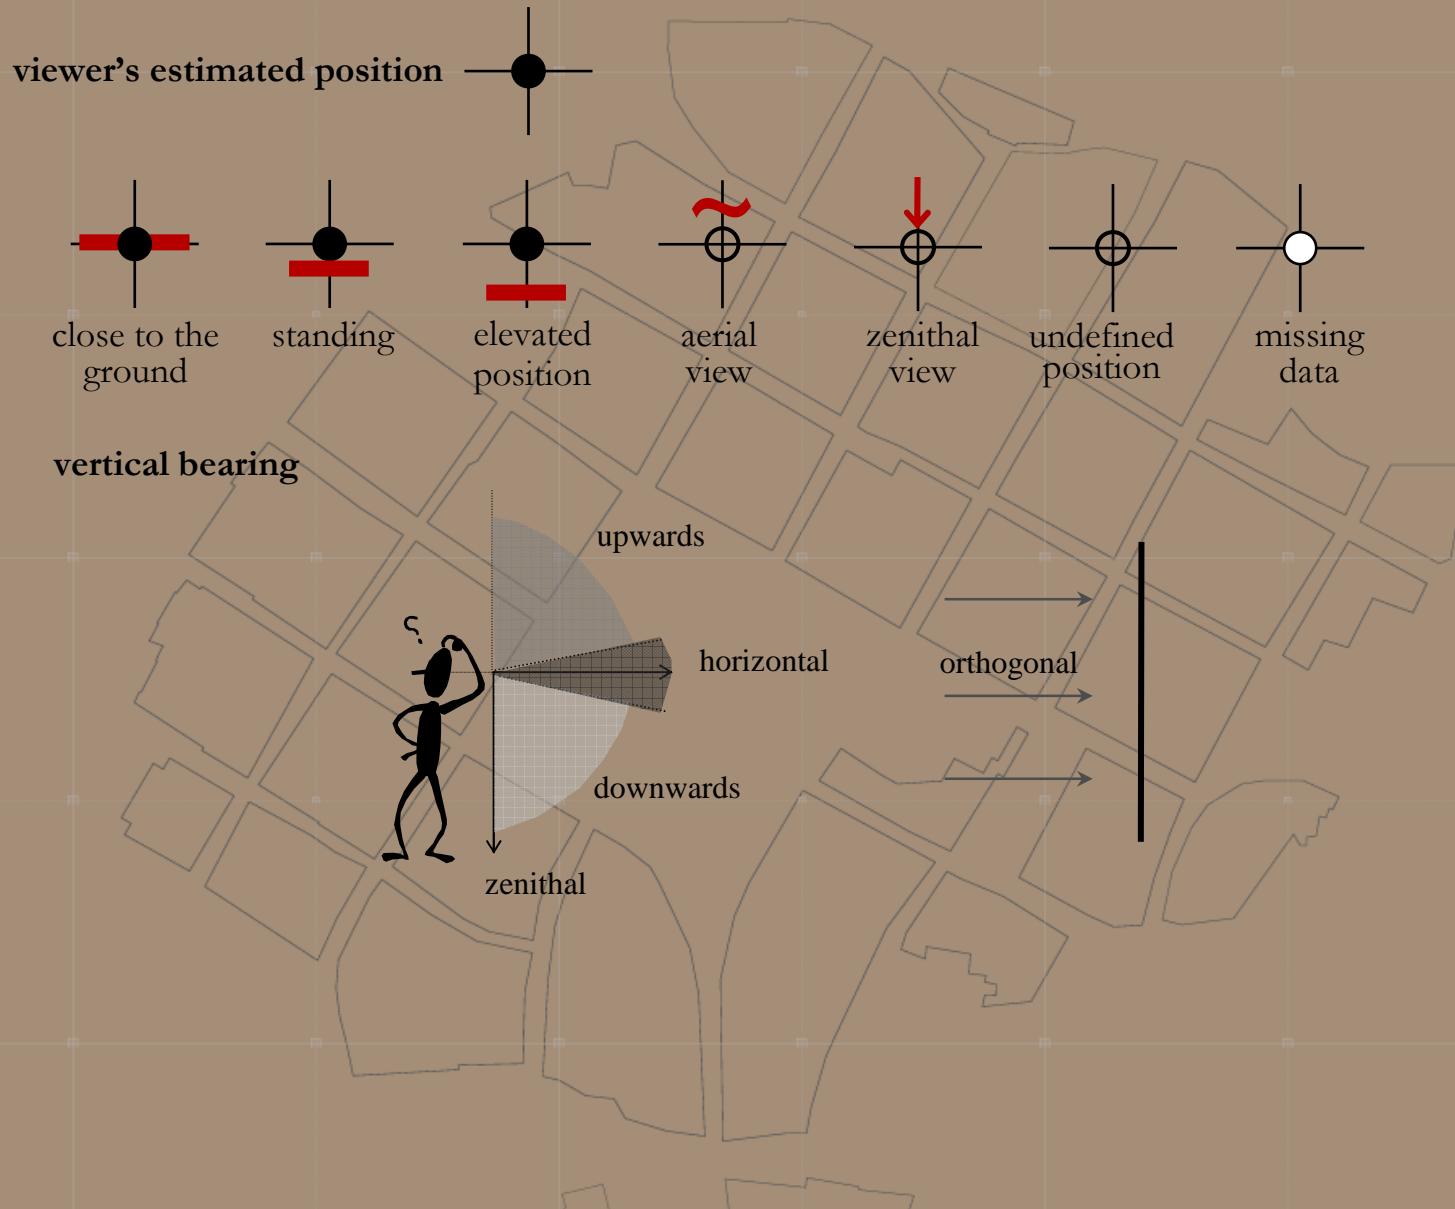 viewer’s estimated position
close to the
ground
standing
elevated
position
aerial
view
zenithal
view
undefined
position
missing
data
vertical bearing
upwards
horizontal
orthogonal
downwards
zenithal